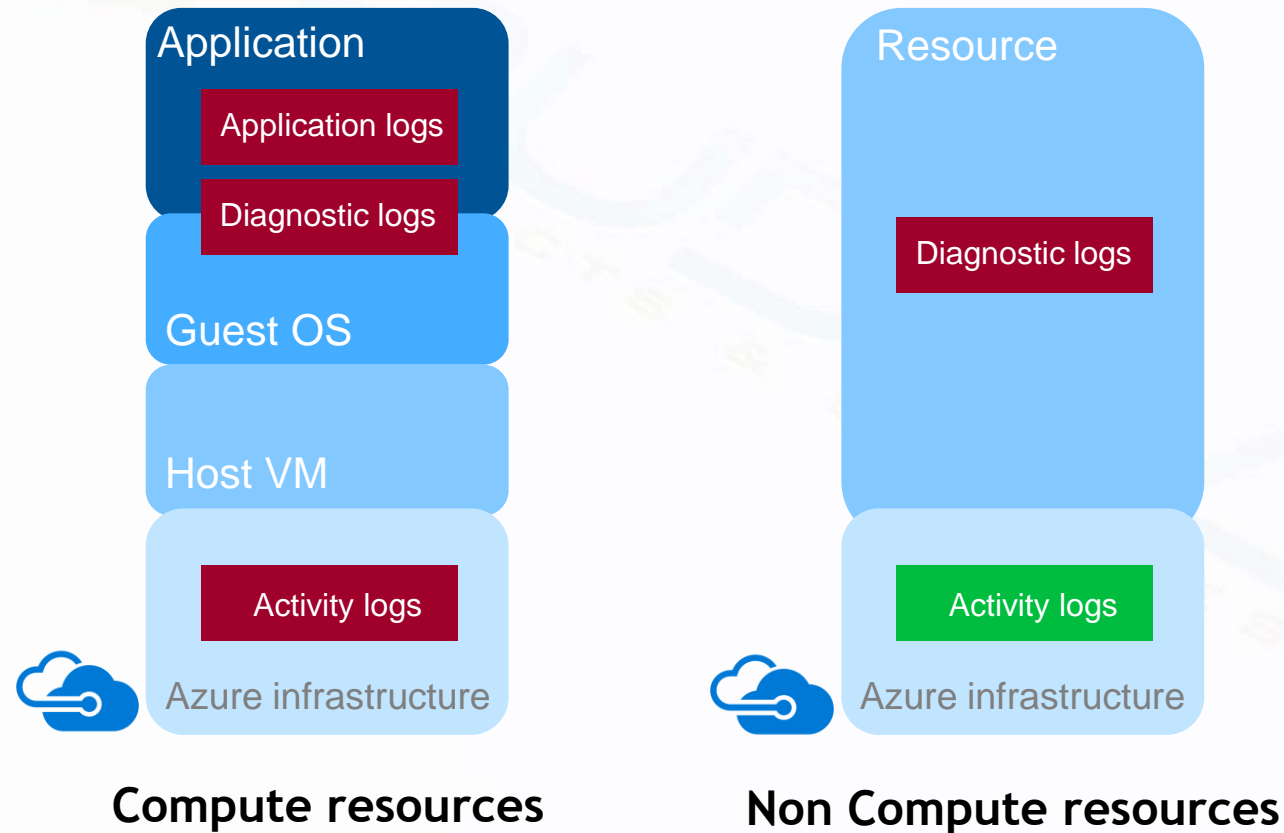 Application
Application logs
Diagnostic logs
Guest OS
Host VM
Activity logs
Azure infrastructure
Compute resources
Resource
Diagnostic logs
Activity logs
Azure infrastructure
Non Compute resources